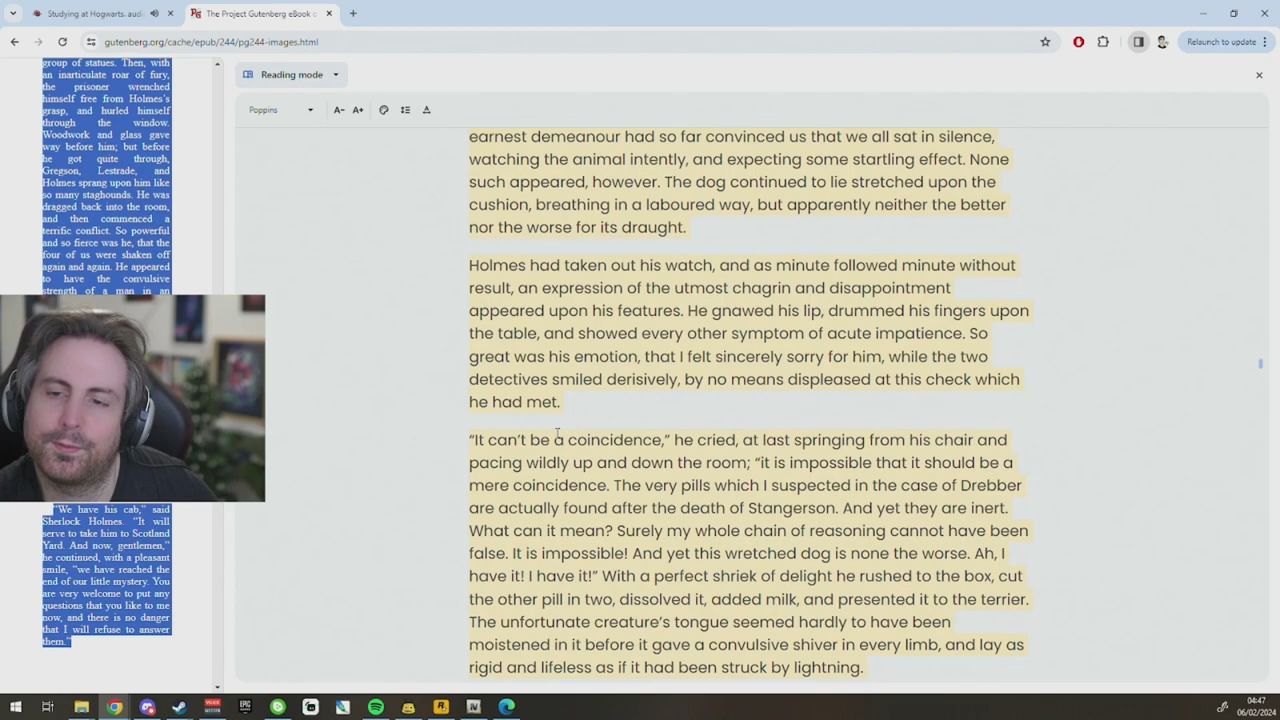 Studying at Hogwarts. audi
The Project Gutenberg eBook o
gutenberg.org/cache/epub/244/pg244-images.html
Relaunch to update
group of statues. Then, with
an inarticulate roar of fury,
the prisoner wrenched
himself free from Holmes's
grasp, and hurled himself
through the window.
Woodwork and glass gave
way before him; but before
he got quite through,
Gregson, Lestrade, and
Holmes sprang upon him like
so many staghounds. He was
dragged back into the room,
and then commenced a
terrific conflict. So powerful
and so fierce was he, that the
four of us were shaken off
again and again. He appeared
to have the convulsive
strength of a man in an
“We have his cab,” said
Sherlock Holmes. “It will
serve to take him to Scotland
Yard. And now, gentlemen,”
he continued, with a pleasant
smile, “we have reached the
end of our little mystery. You
are very welcome to put any
questions that you like to me
now, and there is no danger
that I will refuse to answer
them.”
Reading mode
Poppins
A-
A+
earnest demeanour had so far convinced us that we all sat in silence,
watching the animal intently, and expecting some startling effect. None
such appeared, however. The dog continued to lie stretched upon the
cushion, breathing in a laboured way, but apparently neither the better
nor the worse for its draught.
Holmes had taken out his watch, and as minute followed minute without
result, an expression of the utmost chagrin and disappointment
appeared upon his features. He gnawed his lip, drummed his fingers upon
the table, and showed every other symptom of acute impatience. So
great was his emotion, that I felt sincerely sorry for him, while the two
detectives smiled derisively, by no means displeased at this check which
he had met.
“It can’t be a coincidence,” he cried, at last springing from his chair and
pacing wildly up and down the room; “it is impossible that it should be a
mere coincidence. The very pills which I suspected in the case of Drebber
are actually found after the death of Stangerson. And yet they are inert.
What can it mean? Surely my whole chain of reasoning cannot have been
false. It is impossible! And yet this wretched dog is none the worse. Ah, I
have it! I have it!” With a perfect shriek of delight he rushed to the box, cut
the other pill in two, dissolved it, added milk, and presented it to the terrier.
The unfortunate creature’s tongue seemed hardly to have been
moistened in it before it gave a convulsive shiver in every limb, and lay as
rigid and lifeless as if it had been struck by lightning.
04:47
06/02/2024